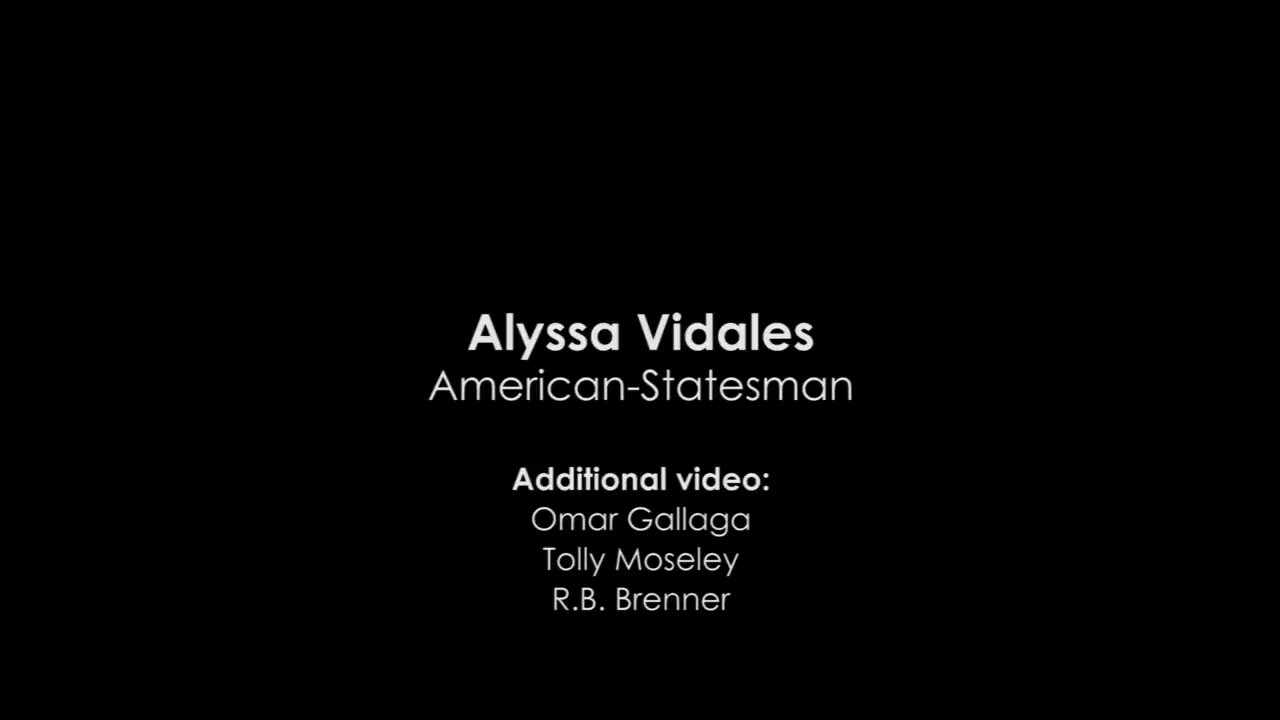 Alyssa Vidales
American-Statesman
Additional video:
Omar Gallaga
Tolly Moseley
R.B. Brenner